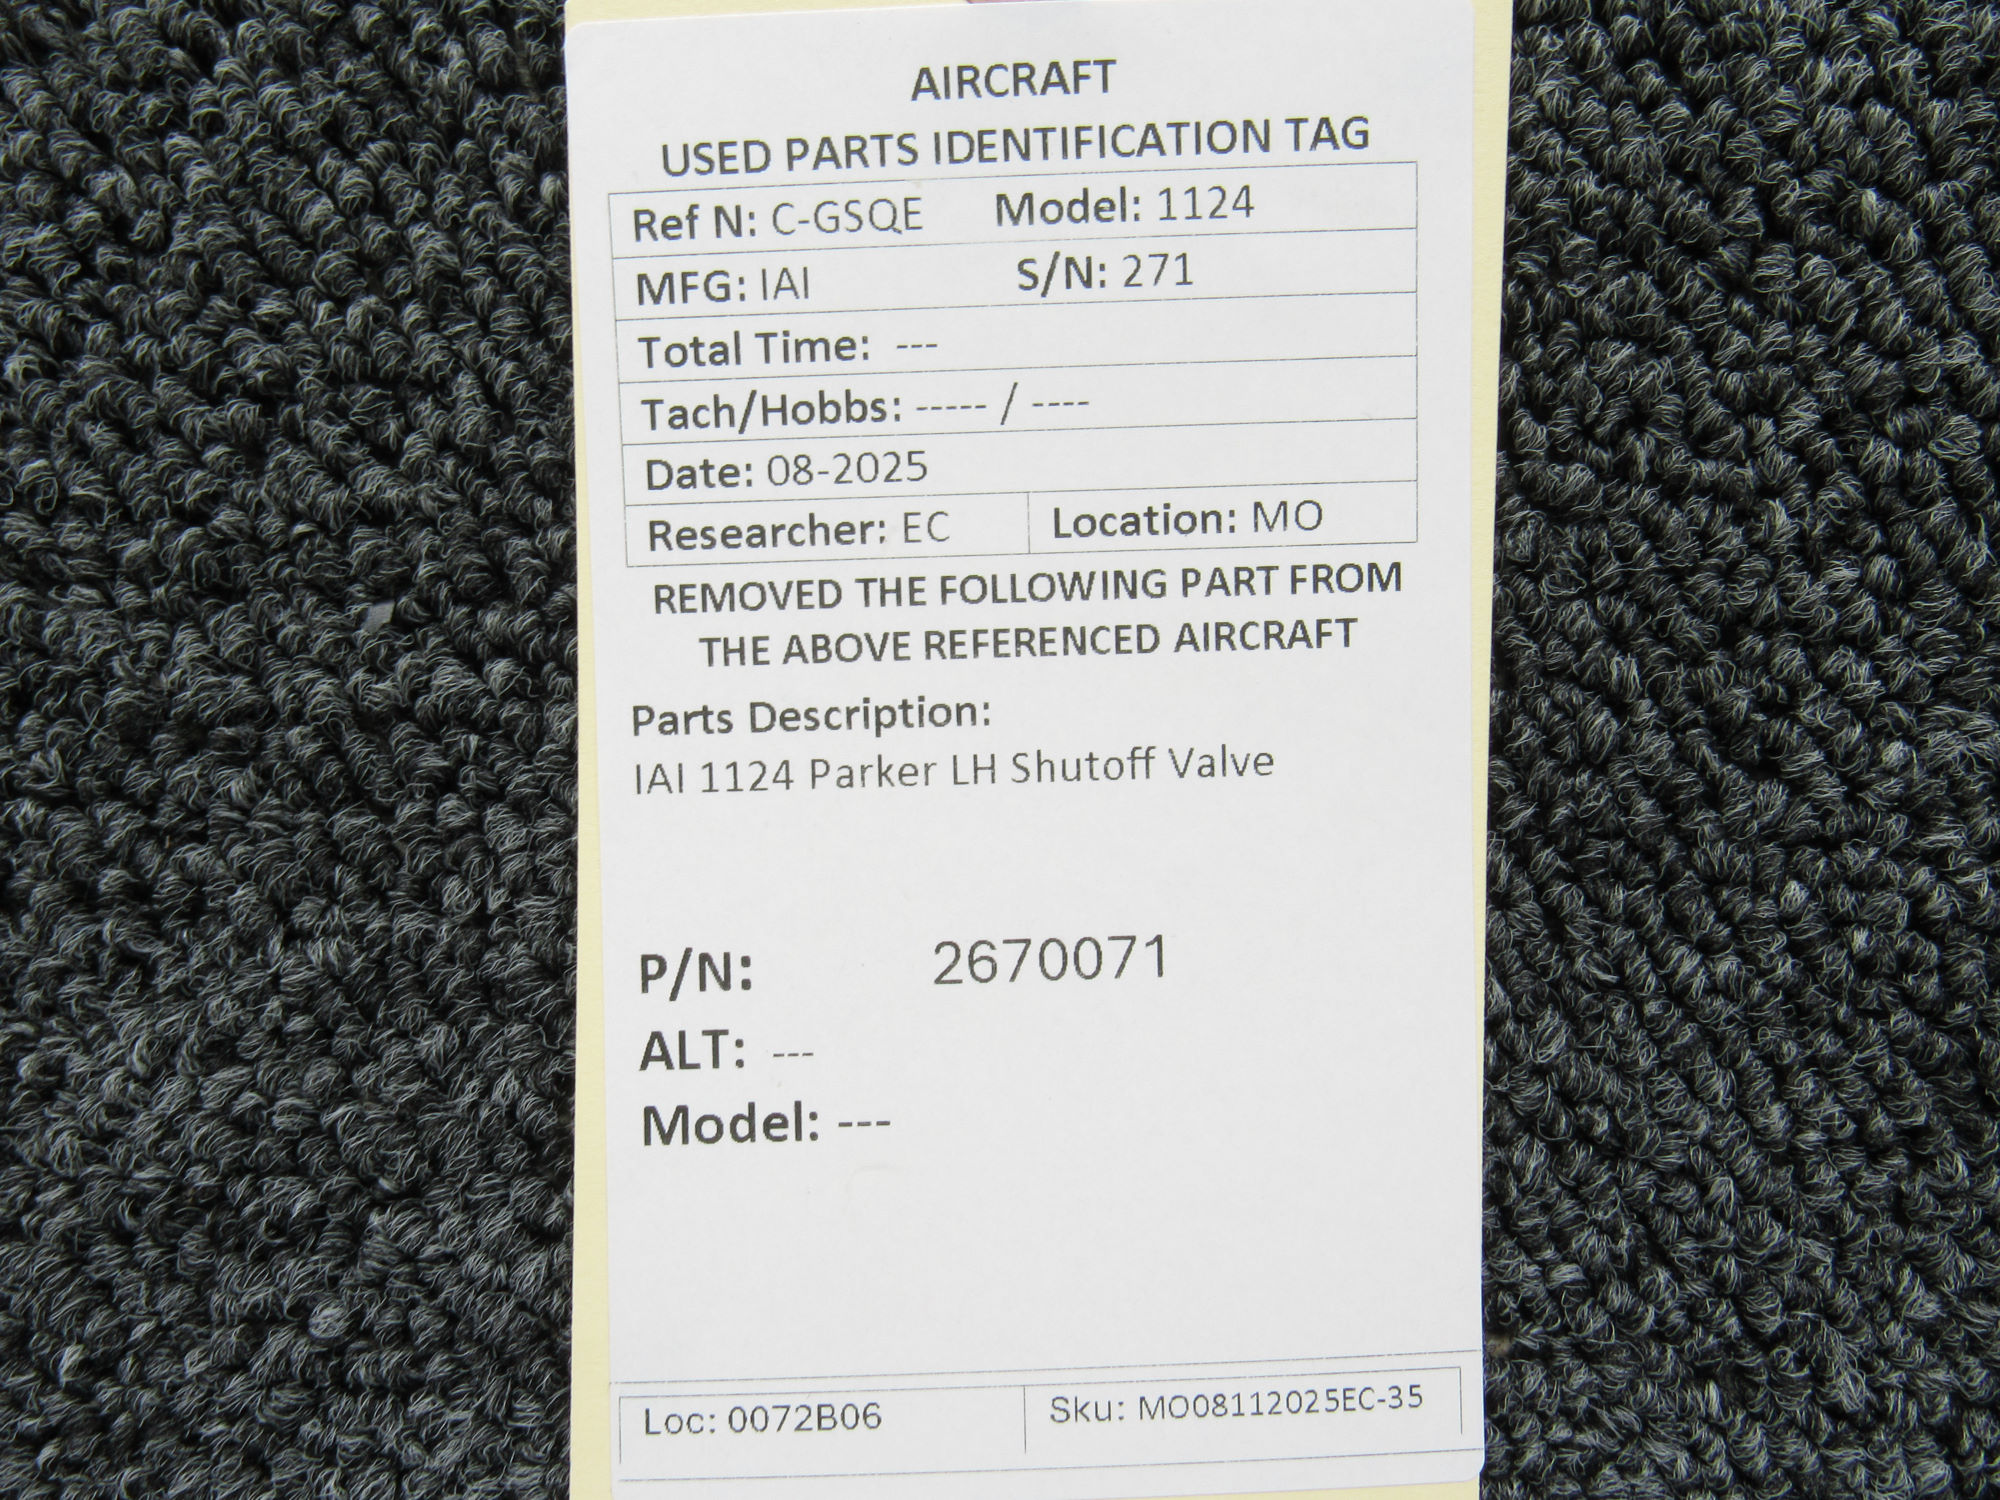 AIRCRAFT
USED PARTS IDENTIFICATION TAG
Ref N: C-GSQE Model: 1124
MFG: IAI S/N: 271
Total Time: ---
Tach/Hobbs: ----- / ----
Date: 08-2025
Researcher: EC Location: MO
REMOVED THE FOLLOWING PART FROM
THE ABOVE REFERENCED AIRCRAFT
Parts Description:
IAI 1124 Parker LH Shutoff Valve
P/N: 2670071
ALT: ---
Model: ---
Loc: 0072B06 Sku: MO08112025EC-35